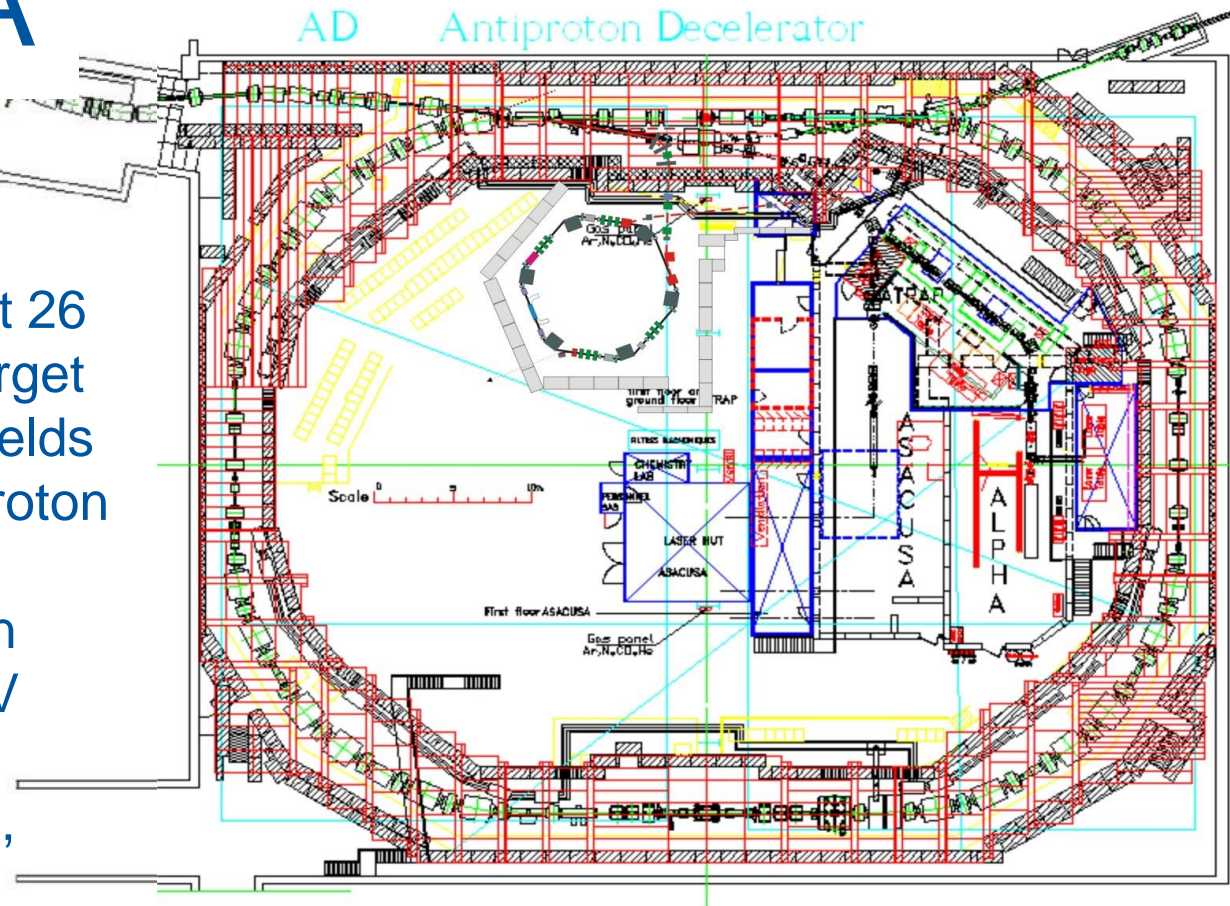 A
AD Antiproton Decelerator
t 26
rget
elds
roton
n
V
,
Gas
Ar,N₂,CO₂,He
ATRAP
first floor
ground floor TRAP
CHEMISTRY
LAB
Scale 0 5 10m
LASER HUT
ASACUSA
Ventilation
ASACUSA
ALPHA
First floor ASACUSA
Gas panel
Ar,N₂,CO₂,He